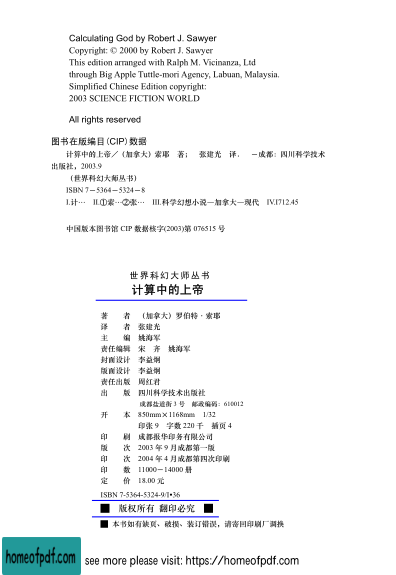 Calculating God by Robert J. Sawyer
Copyright: © 2000 by Robert J. Sawyer
This edition arranged with Ralph M. Vicinanza, Ltd
through Big Apple Tuttle-mori Agency, Labuan, Malaysia.
Simplified Chinese Edition copyright:
2003 SCIENCE FICTION WORLD
All rights reserved
图书在版编目(CIP)数据
计算中的上帝／（加拿大）索耶 著； 张建光 译． －成都：四川科学技术
出版社，2003.9
（世界科幻大师丛书）
ISBN 7－5364－5324－8
I.计… II.①索…②张… III.科学幻想小说—加拿大—现代 IV.I712.45
中国版本图书馆 CIP 数据核字(2003)第 076515 号
世界科幻大师丛书
计算中的上帝
著 者 （加拿大）罗伯特·索耶
译 者 张建光
主 编 姚海军
责任编辑 宋 齐 姚海军
封面设计 李益炯
版面设计 李益炯
责任出版 周红君
出 版 四川科学技术出版社
成都盐道街 3 号 邮政编码：610012
开 本 850mm×1168mm 1/32
印张 9 字数 220 千 插页 4
印 刷 成都报华印务有限公司
版 次 2003 年 9 月成都第一版
印 次 2004 年 4 月成都第四次印刷
印 数 11000－14000 册
定 价 18.00 元
ISBN 7-5364-5324-9/I•36
■ 版权所有 翻印必究 ■
■ 本书如有缺页、破损、装订错误，请寄回印刷厂调换
homeofpdf.com
see more please visit: https://homeofpdf.com